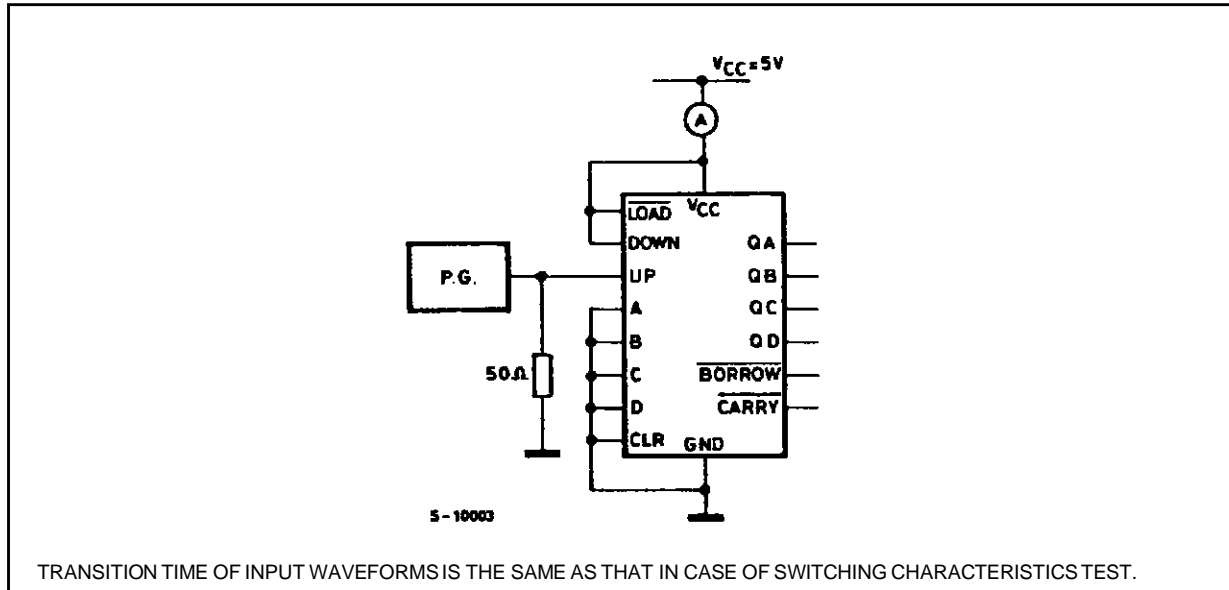 VCC=5V
A
LOAD
VCC
DOWN
QA
P.G.
UP
QB
A
QC
B
QD
50Ω
C
BORROW
D
CARRY
CLR
GND
S-10003
TRANSITION TIME OF INPUT WAVEFORMS IS THE SAME AS THAT IN CASE OF SWITCHING CHARACTERISTICS TEST.